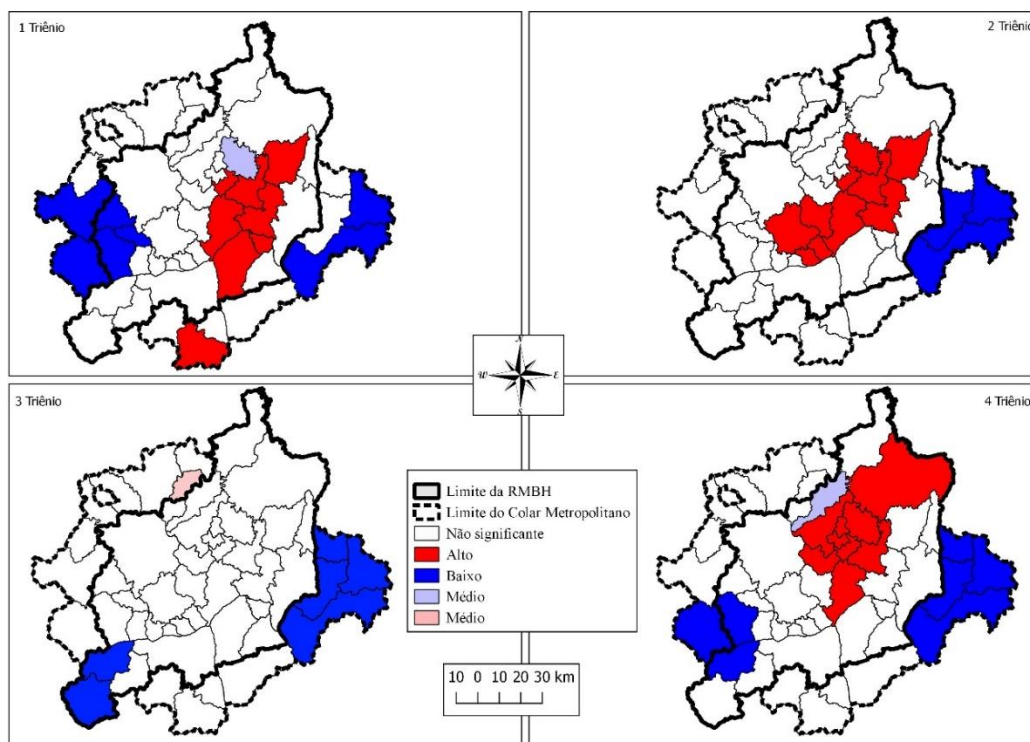 1 Triênio
2 Triênio
N
W
E
S
3 Triênio
4 Triênio
Limite da RMBH
Limite do Colar Metropolitano
Não significante
Alto
Baixo
Médio
Médio
10 0 10 20 30 km